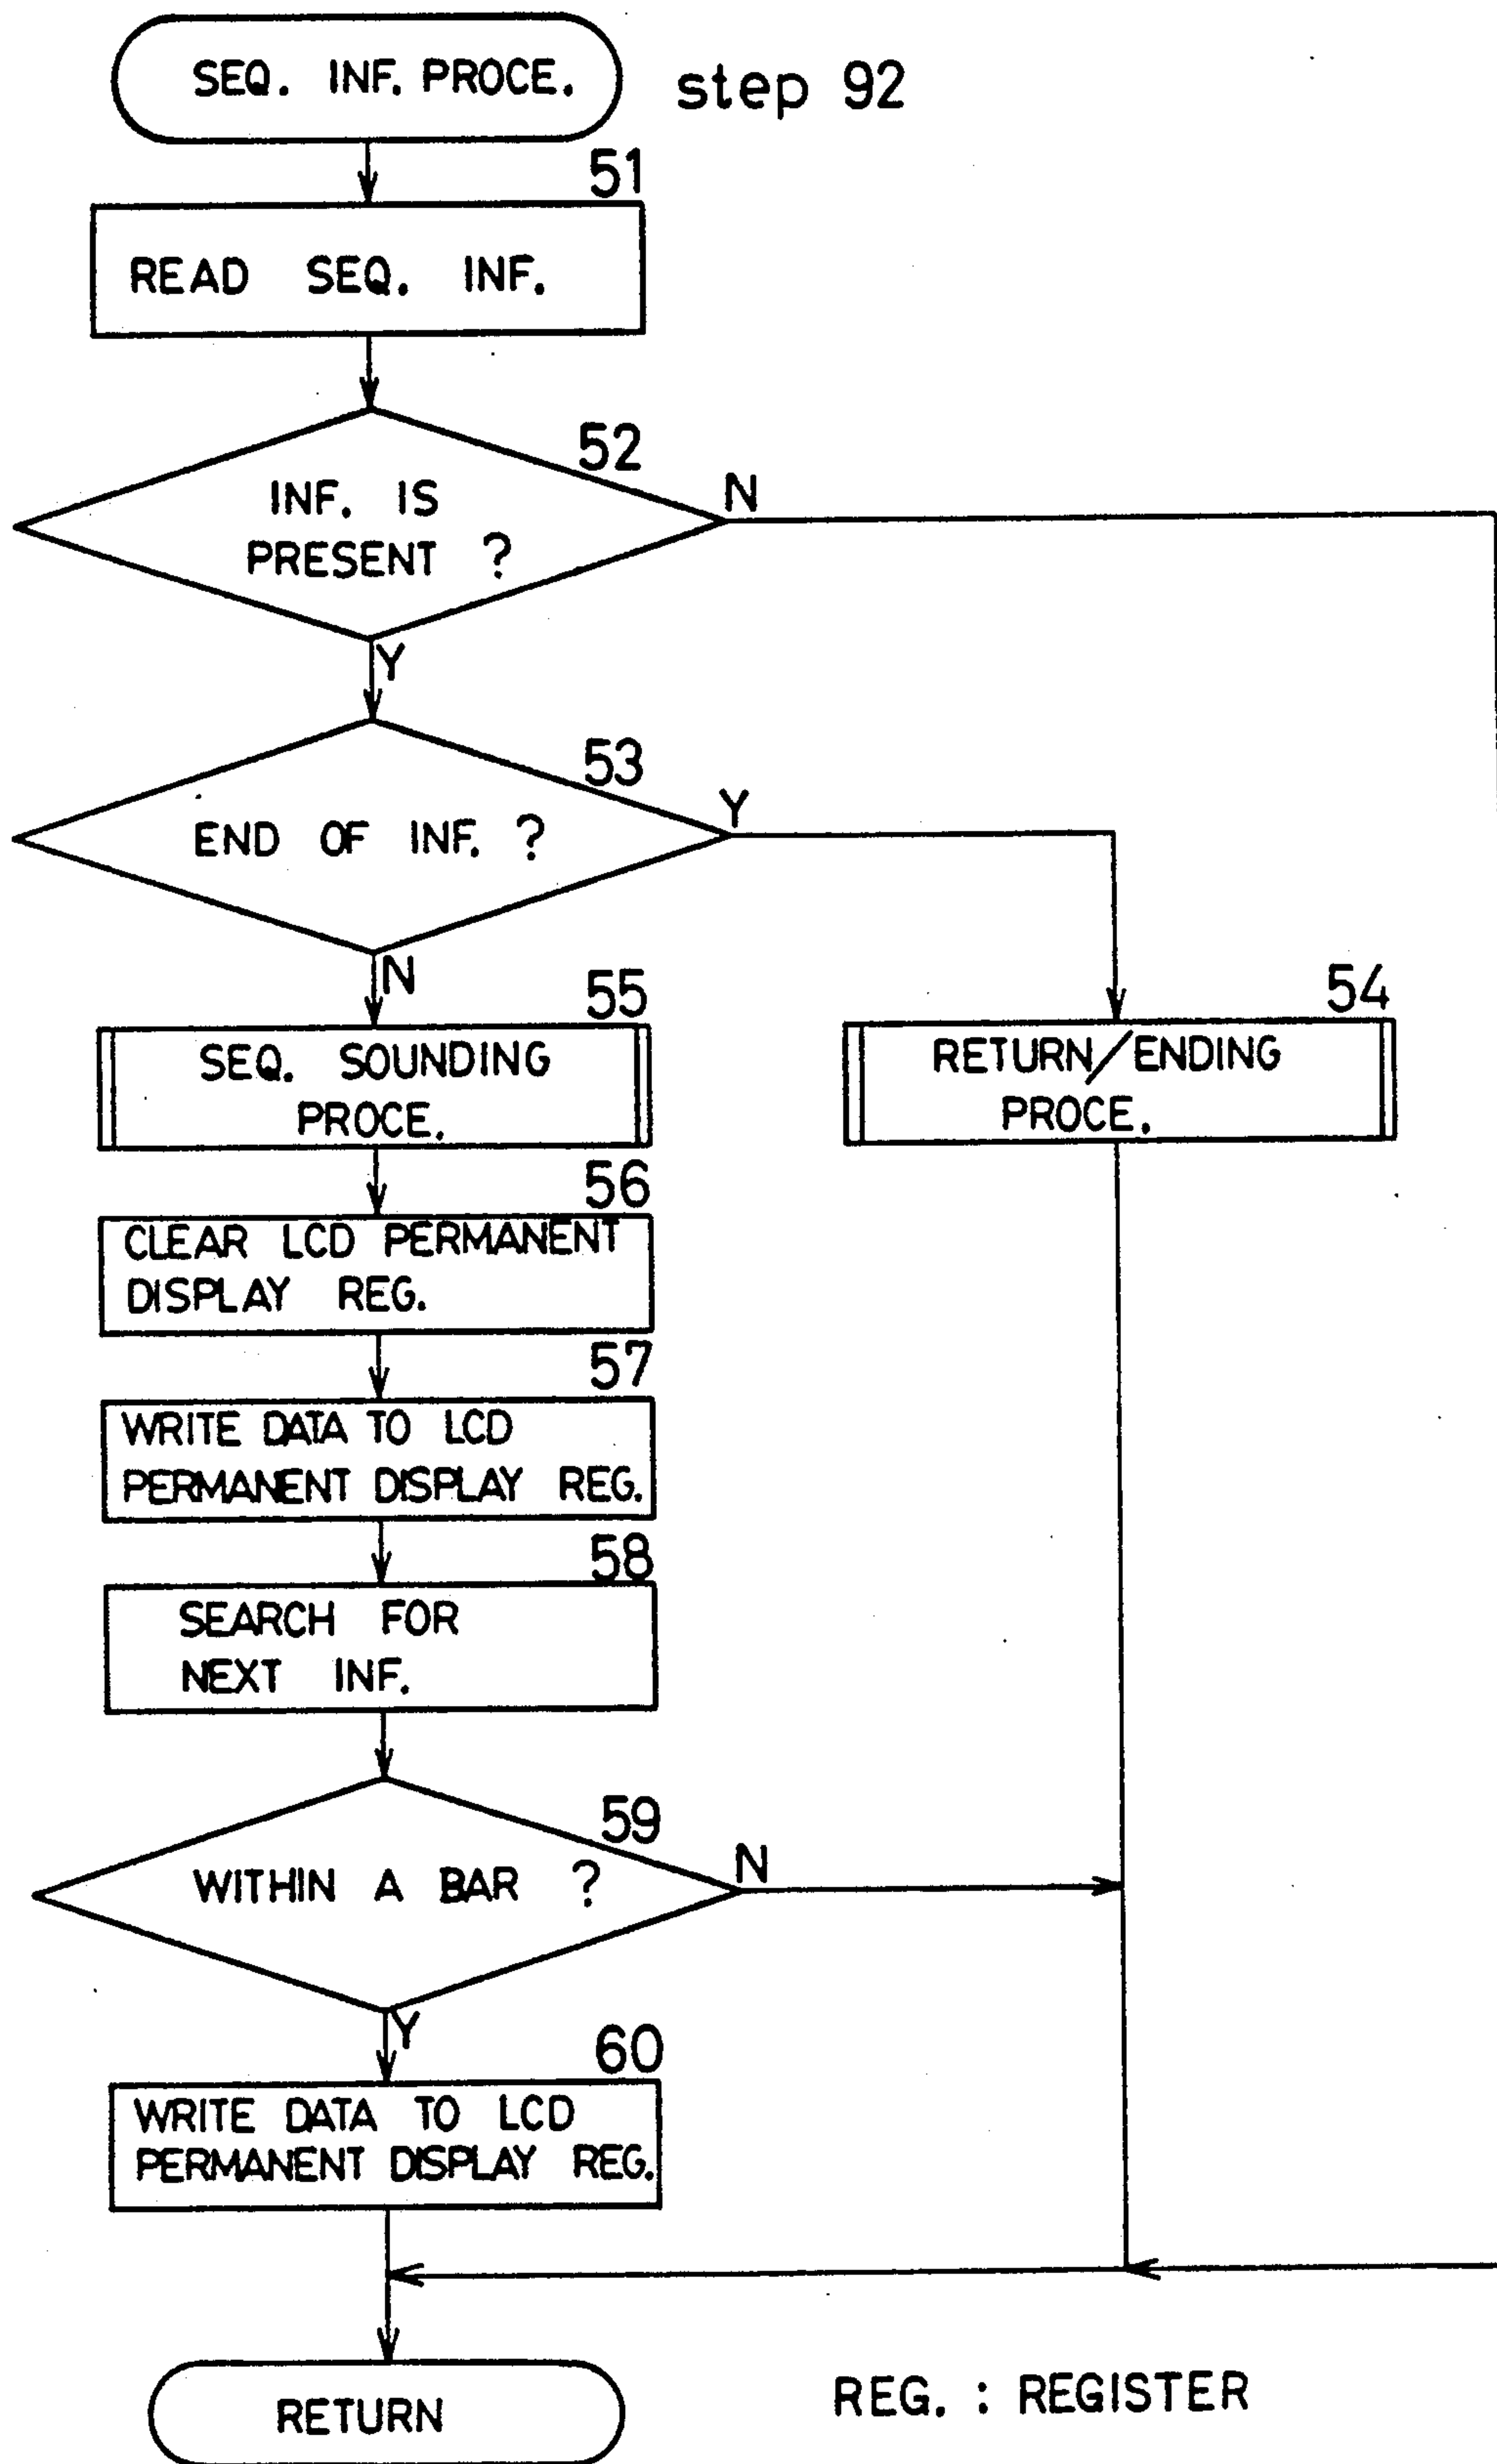 SEQ. INF. PROCE.
step 92
51
READ SEQ. INF.
52
INF. IS
PRESENT ?
N
Y
53
END OF INF. ?
Y
N
55
SEQ. SOUNDING
PROCE.
54
RETURN/ENDING
PROCE.
56
CLEAR LCD PERMANENT
DISPLAY REG.
57
WRITE DATA TO LCD
PERMANENT DISPLAY REG.
58
SEARCH FOR
NEXT INF.
59
WITHIN A BAR ?
N
Y
60
WRITE DATA TO LCD
PERMANENT DISPLAY REG.
RETURN
REG. : REGISTER